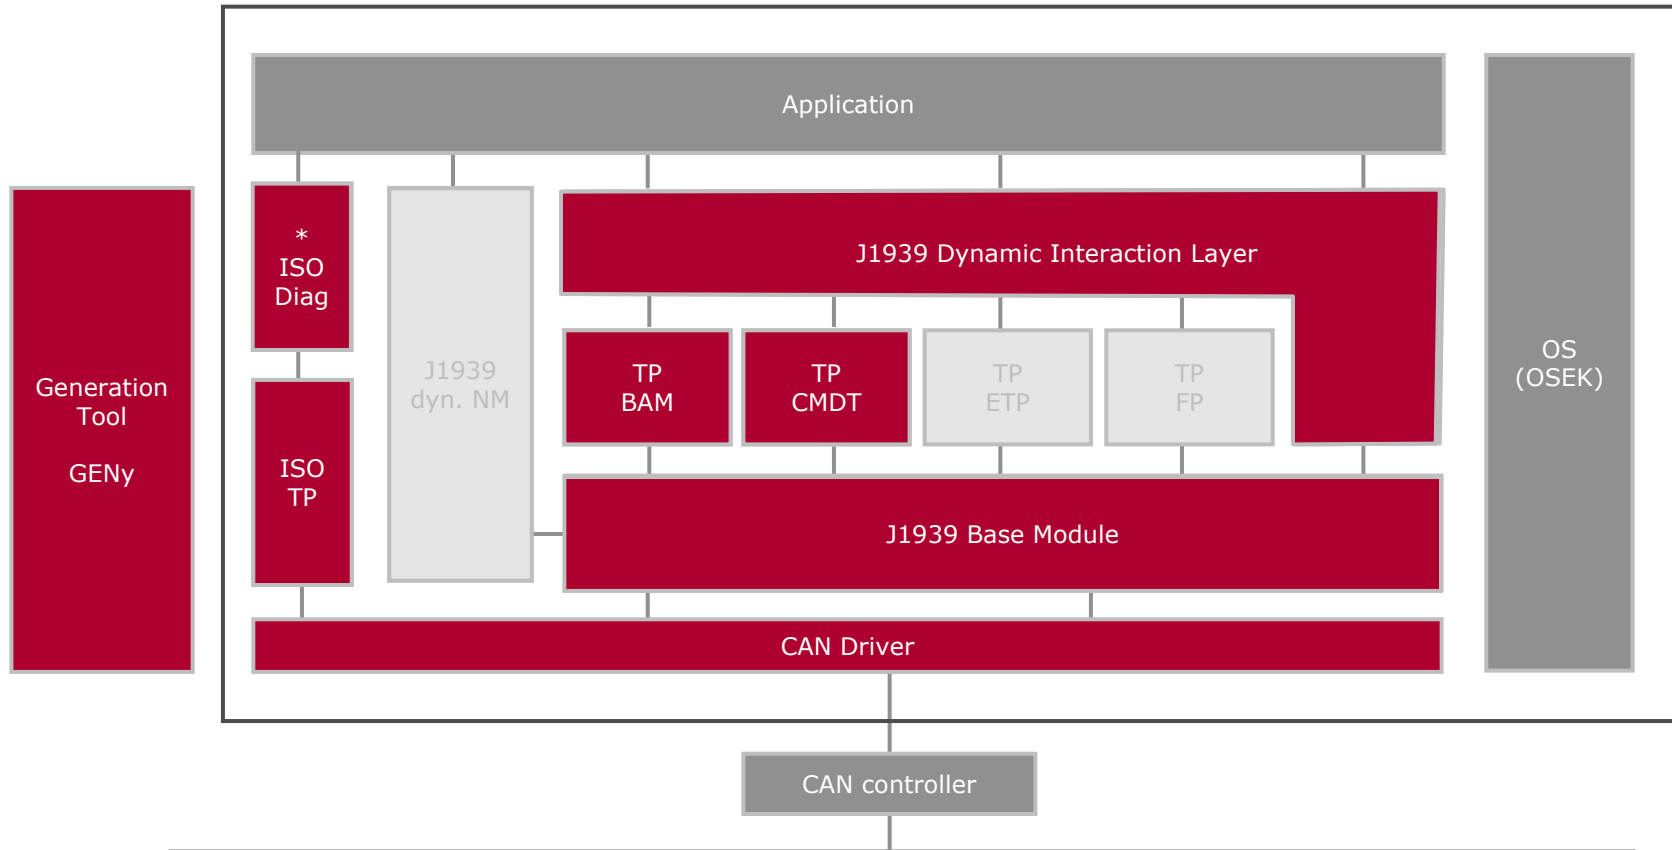 Application
*
ISO
Diag
J1939 Dynamic Interaction Layer
Generation
Tool
GENy
J1939
dyn. NM
TP
BAM
TP
CMDT
TP
ETP
TP
FP
OS
(OSEK)
ISO
TP
J1939 Base Module
CAN Driver
CAN controller